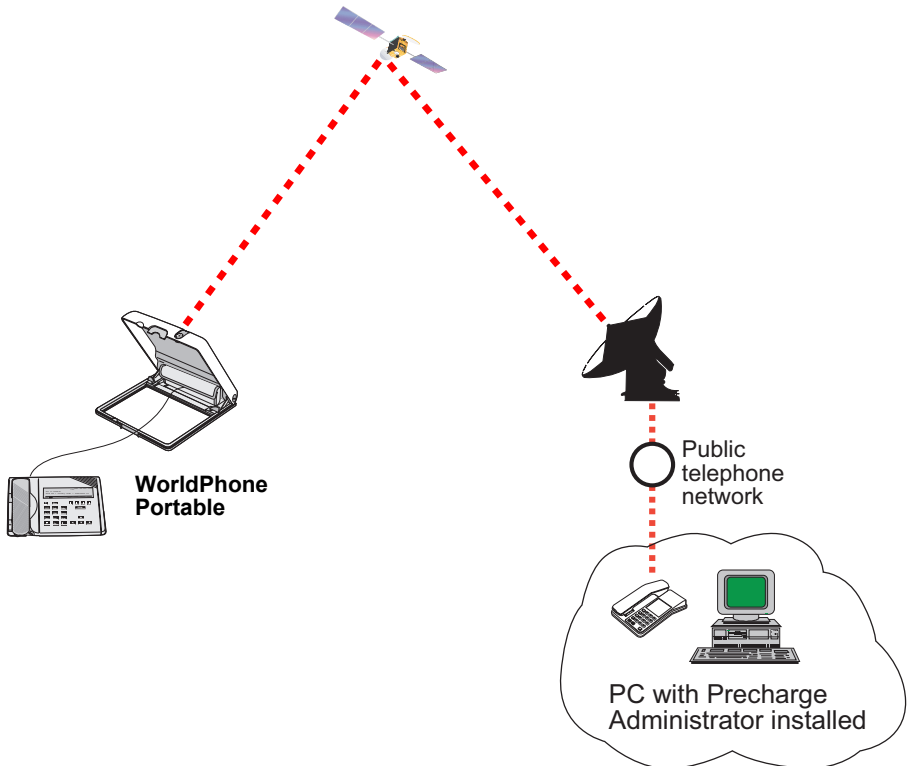 WorldPhone
Portable
Public
telephone
network
PC with Precharge
Administrator installed